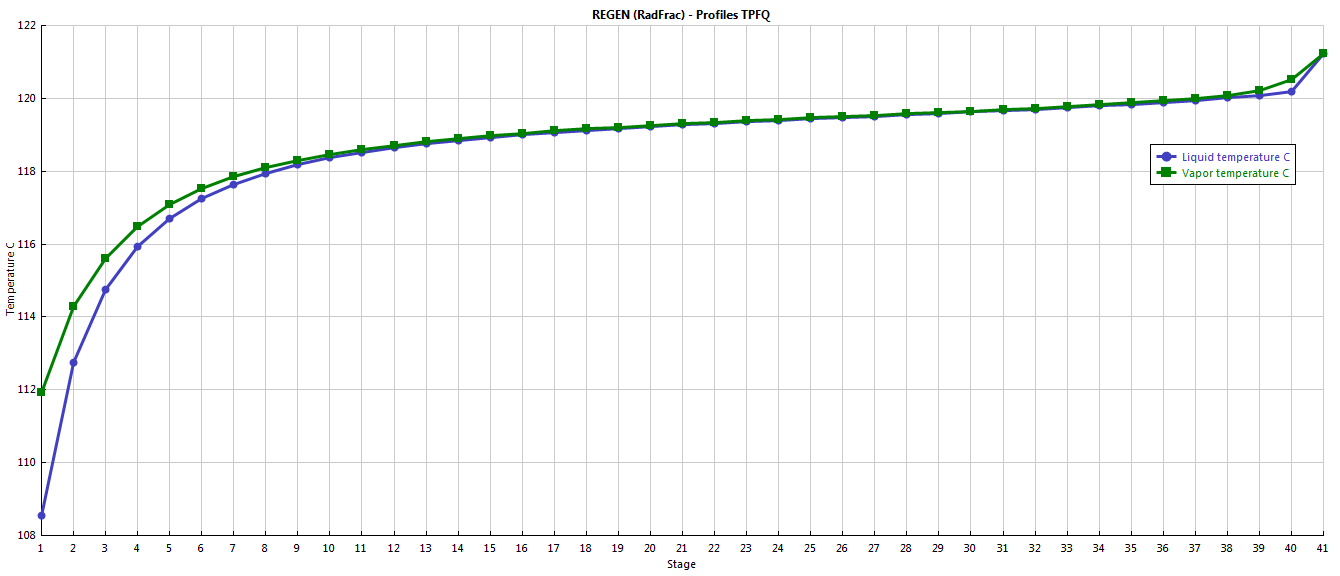 REGEN (RadFrac) - Profiles TPFQ
122
120
118
116
114
112
110
108
Temperature C
Liquid temperature C
Vapor temperature C
1 2 3 4 5 6 7 8 9 10 11 12 13 14 15 16 17 18 19 20 21 22 23 24 25 26 27 28 29 30 31 32 33 34 35 36 37 38 39 40 41
Stage